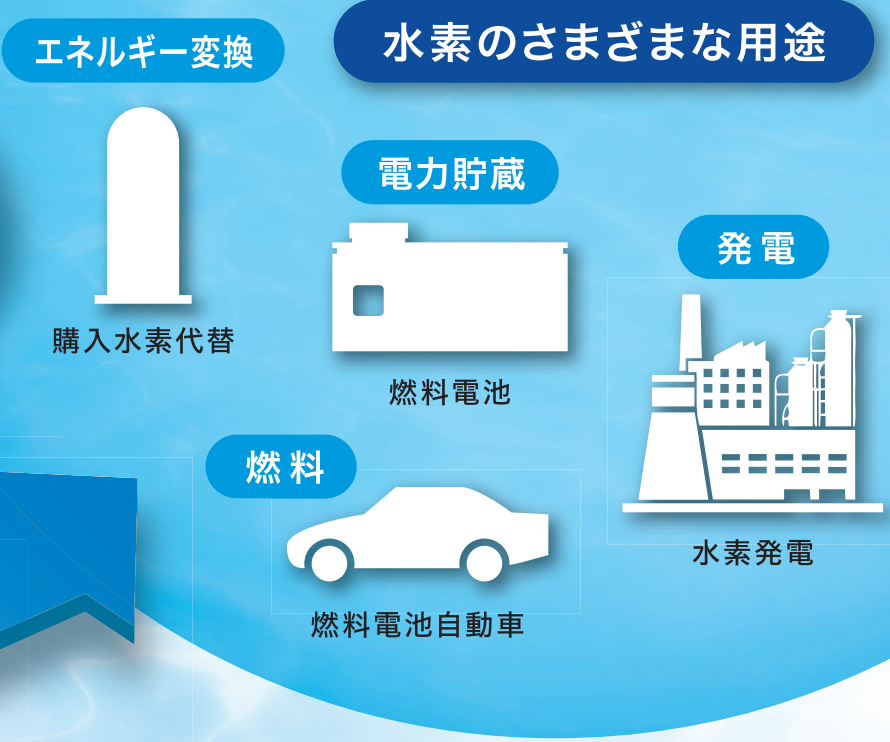 水素のさまざまな用途
エネルギー変換
購入水素代替
電力貯蔵
燃料電池
発電
水素発電
燃料
燃料電池自動車